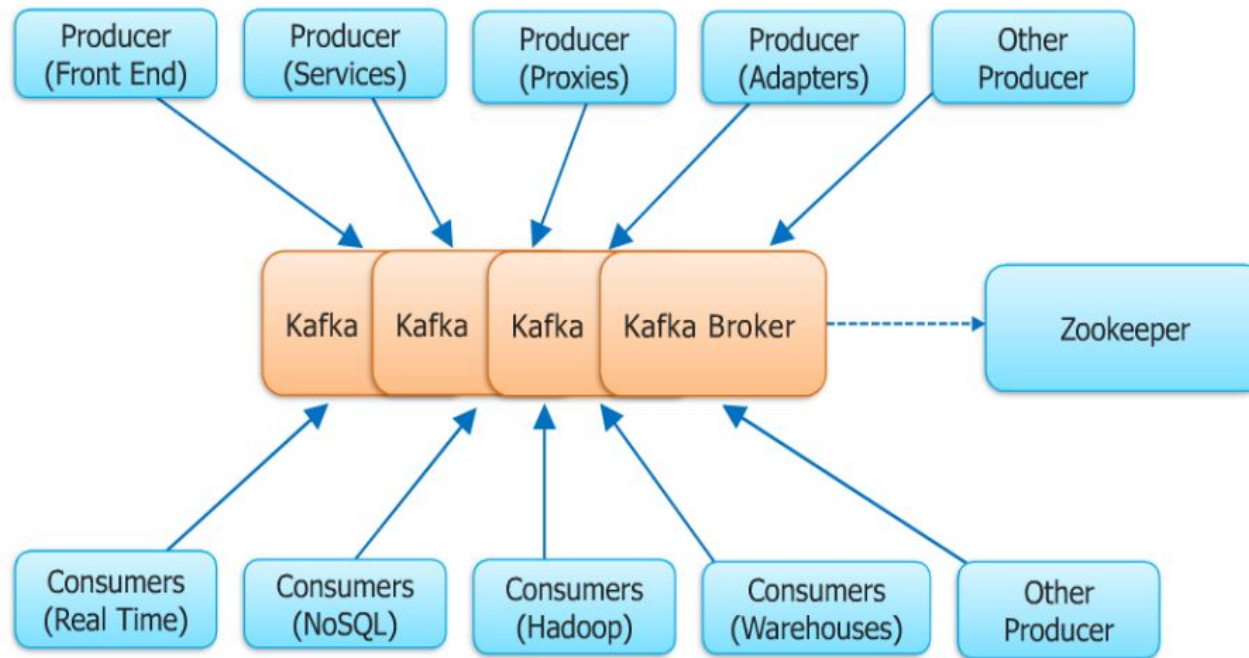 Producer
(Front End)
Producer
(Services)
Producer
(Proxies)
Producer
(Adapters)
Other
Producer
Kafka
Kafka
Kafka
Kafka Broker
Zookeeper
Consumers
(Real Time)
Consumers
(NoSQL)
Consumers
(Hadoop)
Consumers
(Warehouses)
Other
Producer